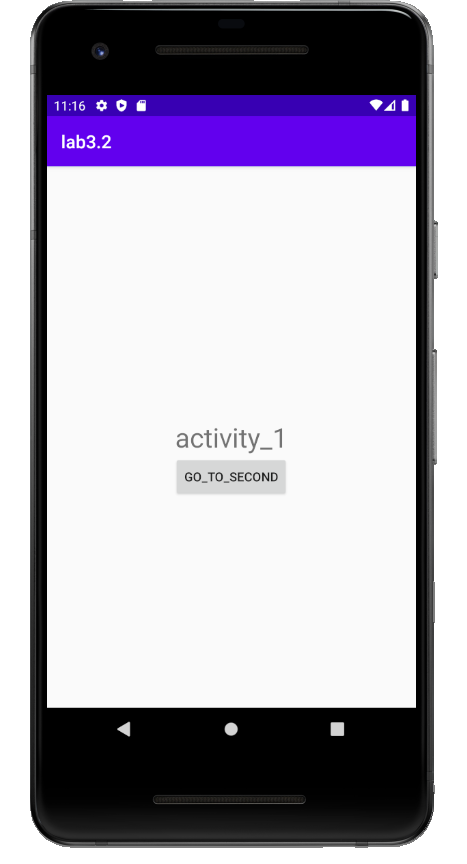 11:16
lab3.2
activity_1
GO_TO_SECOND